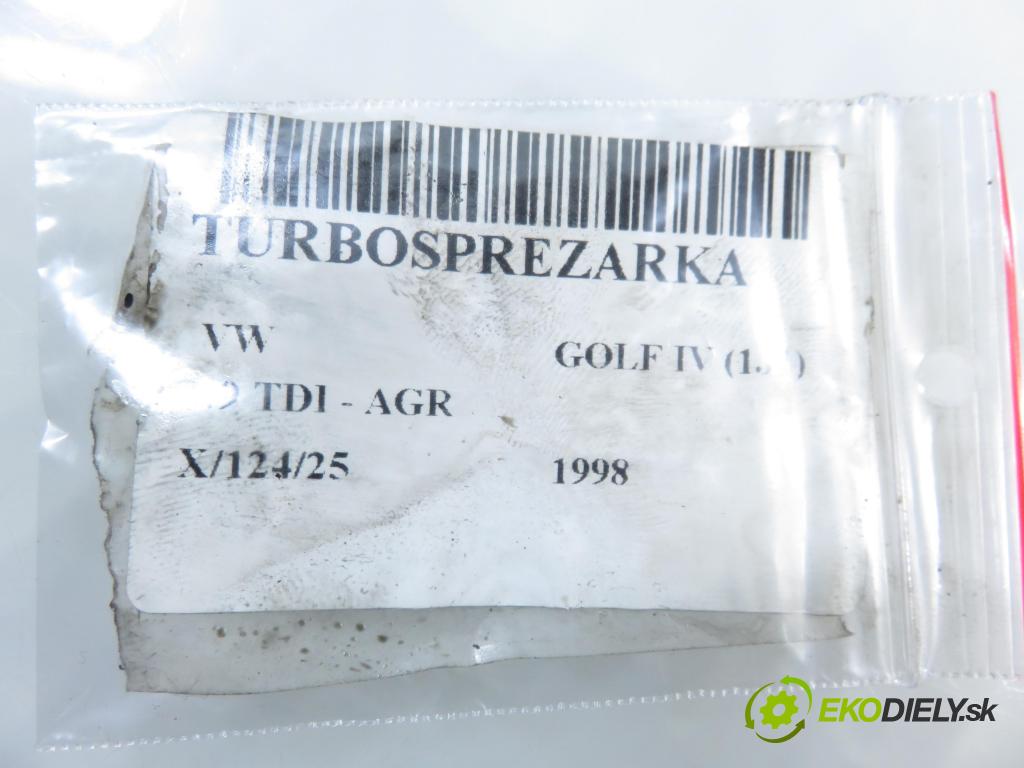 TURBOSPREZARKA
VW GOLF IV
TDI - AGR
X/124/25 1998
EKODIELY.sk